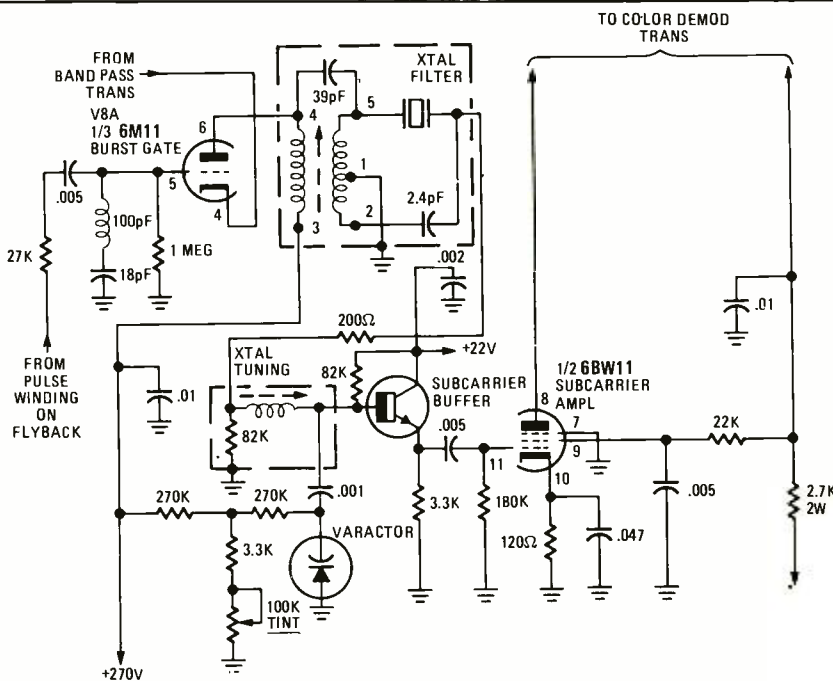 TO COLOR DEMOD
TRANS
FROM
BAND PASS
TRANS
XTAL
FILTER
39pF
V8A
1/3 6M11
BURST GATE
6
4
5
1
2
3
5
4
.005
2.4pF
100pF
1 MEG
18pF
27K
.002
200Ω
.01
FROM
PULSE
WINDING
ON
FLYBACK
XTAL
TUNING
+22V
82K
SUBCARRIER
BUFFER
1/2 6BW11
SUBCARRIER
AMPL
8
7
9
10
11
22K
.01
82K
.005
.001
270K
270K
3.3K
180K
.005
2.7K
2W
VARACTOR
120Ω
.047
3.3K
100K
TINT
+270V